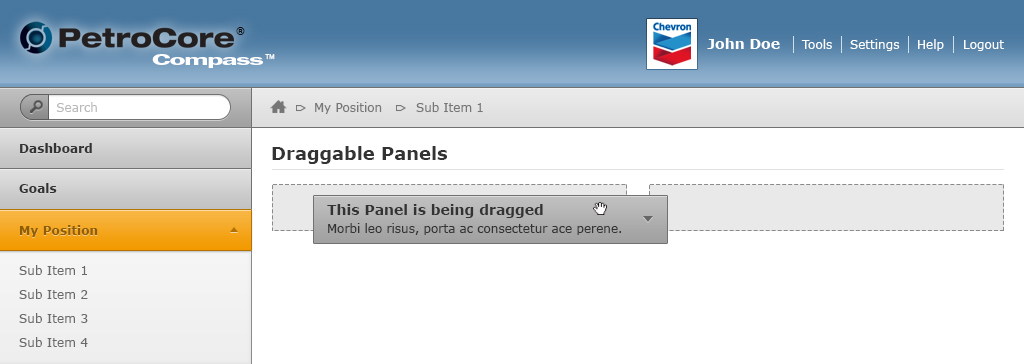 PetroCore®
Compass™
Chevron
John Doe
Tools
Settings
Help
Logout
Search
My Position
Sub Item 1
Dashboard
Goals
My Position
Sub Item 1
Sub Item 2
Sub Item 3
Sub Item 4
Draggable Panels
This Panel is being dragged
Morbi leo risus, porta ac consectetur ace perene.